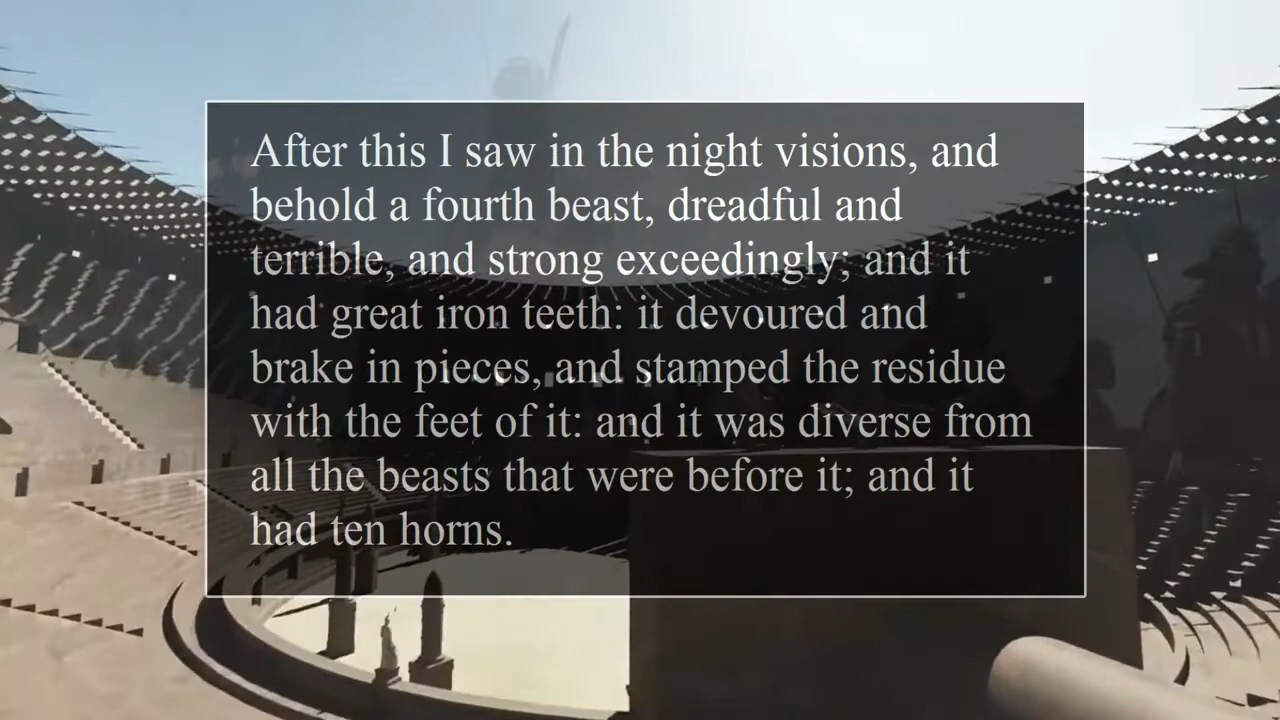 After this I saw in the night visions, and
behold a fourth beast, dreadful and
terrible, and strong exceedingly; and it
had great iron teeth: it devoured and
brake in pieces, and stamped the residue
with the feet of it: and it was diverse from
all the beasts that were before it; and it
had ten horns.